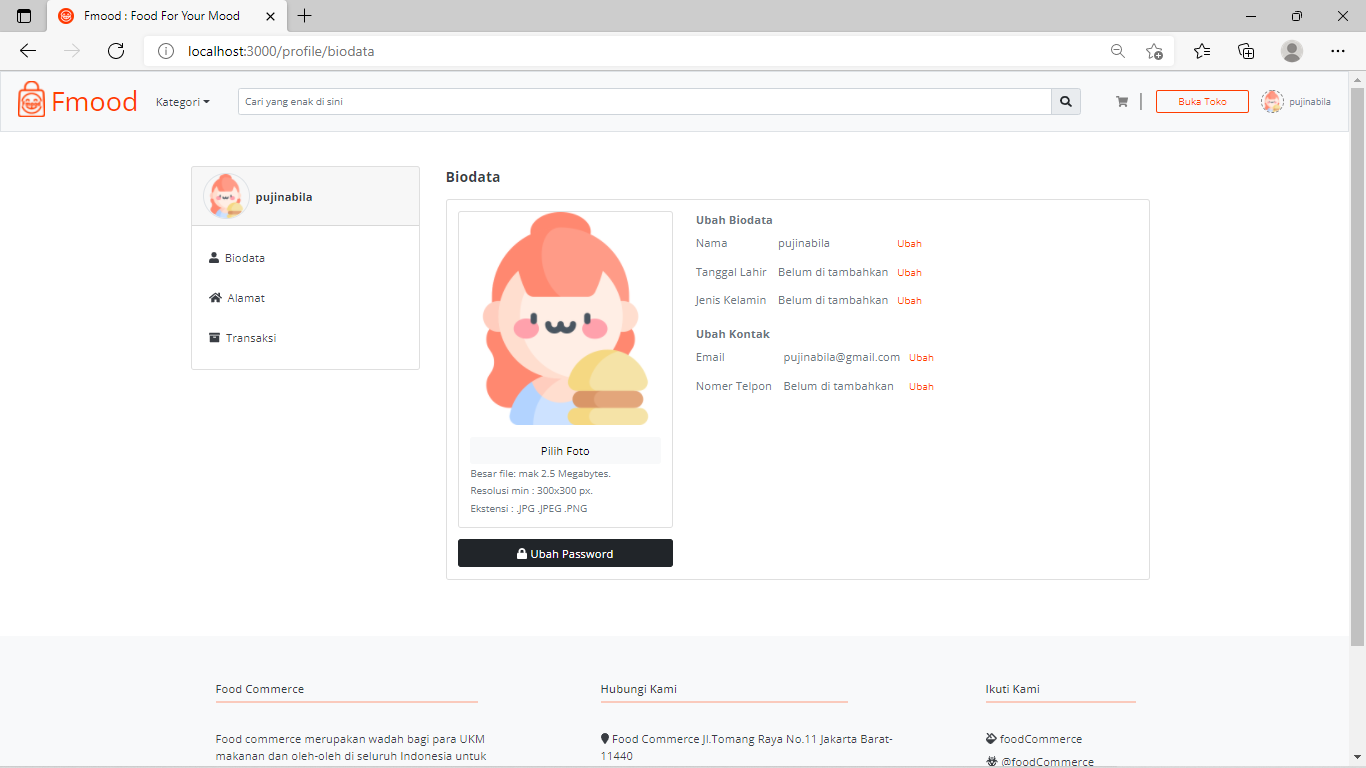 Fmood : Food For Your Mood
localhost:3000/profile/biodata
Fmood
Kategori
Cari yang enak di sini
Buka Toko
pujinabila
pujinabila
Biodata
Alamat
Transaksi
Biodata
Pilih Foto
Besar file: mak 2.5 Megabytes.
Resolusi min : 300x300 px.
Ekstensi : .JPG .JPEG .PNG
Ubah Password
Ubah Biodata
Nama pujinabila Ubah
Tanggal Lahir Belum di tambahkan Ubah
Jenis Kelamin Belum di tambahkan Ubah
Ubah Kontak
Email pujinabila@gmail.com Ubah
Nomer Telpon Belum di tambahkan Ubah
Food Commerce
Food commerce merupakan wadah bagi para UKM
makanan dan oleh-oleh di seluruh Indonesia untuk
Hubungi Kami
Food Commerce Jl.Tomang Raya No.11 Jakarta Barat-
11440
Ikuti Kami
foodCommerce
@foodCommerce